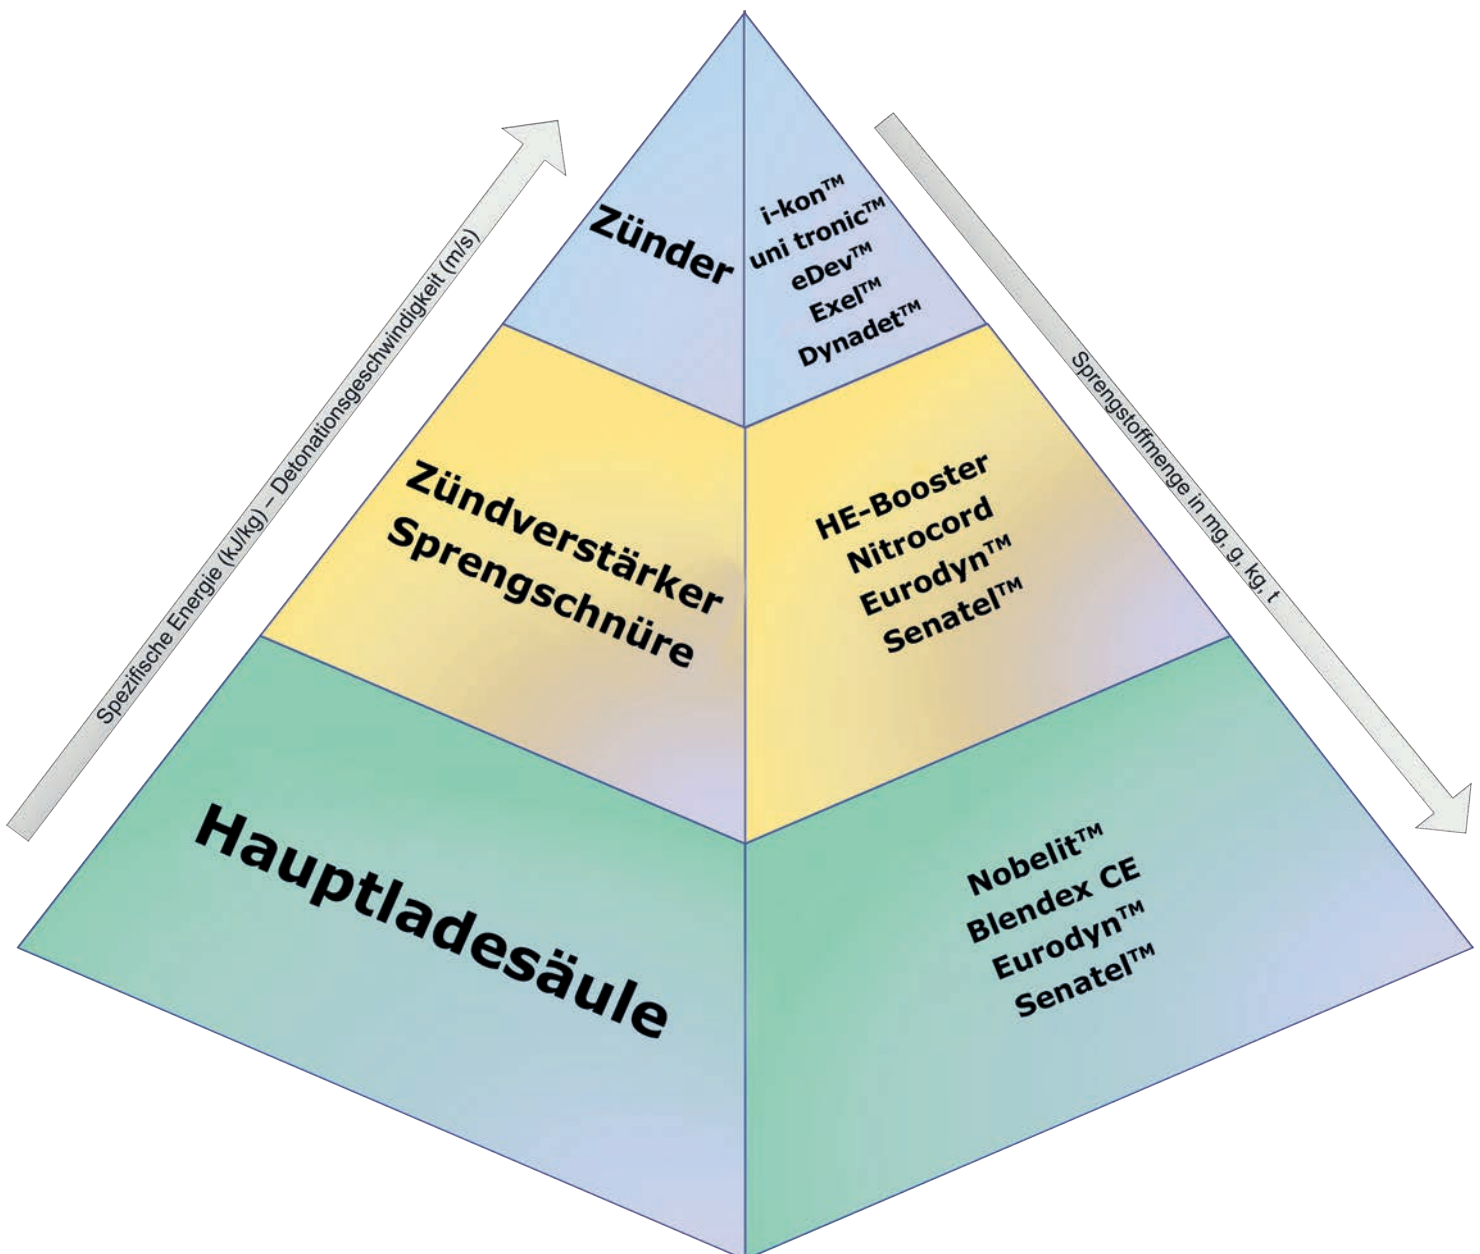 Zünder
i-kon™
uni tronic™
eDev™
Exel™
Dynadet™
Spezifische Energie (kJ/kg) – Detonationsgeschwindigkeit (m/s)
Sprengstoffmenge in mg, g, kg, t
Zündverstärker
Sprengschnüre
HE-Booster
Nitrocord
Eurodyn™
Senatel™
Hauptladesäule
Nobelit™
Blendex CE
Eurodyn™
Senatel™